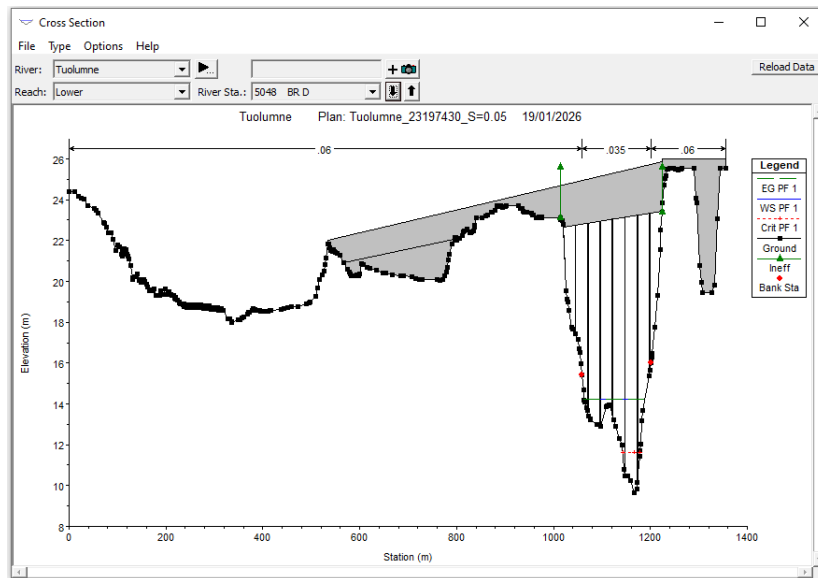 Cross Section
File Type Options Help
River: Tuolumne ... + Reload Data
Reach: Lower River Sta.: 5048 BR D
Tuolumne Plan: Tuolumne_23197430_S=0.05 19/01/2026
.06 .035 .06
Legend
EG PF 1
WS PF 1
Crit PF 1
Ground
Ineff
Bank Sta
26
24
22
20
18
16
14
12
10
8
Elevation (m)
0 200 400 600 800 1000 1200 1400
Station (m)